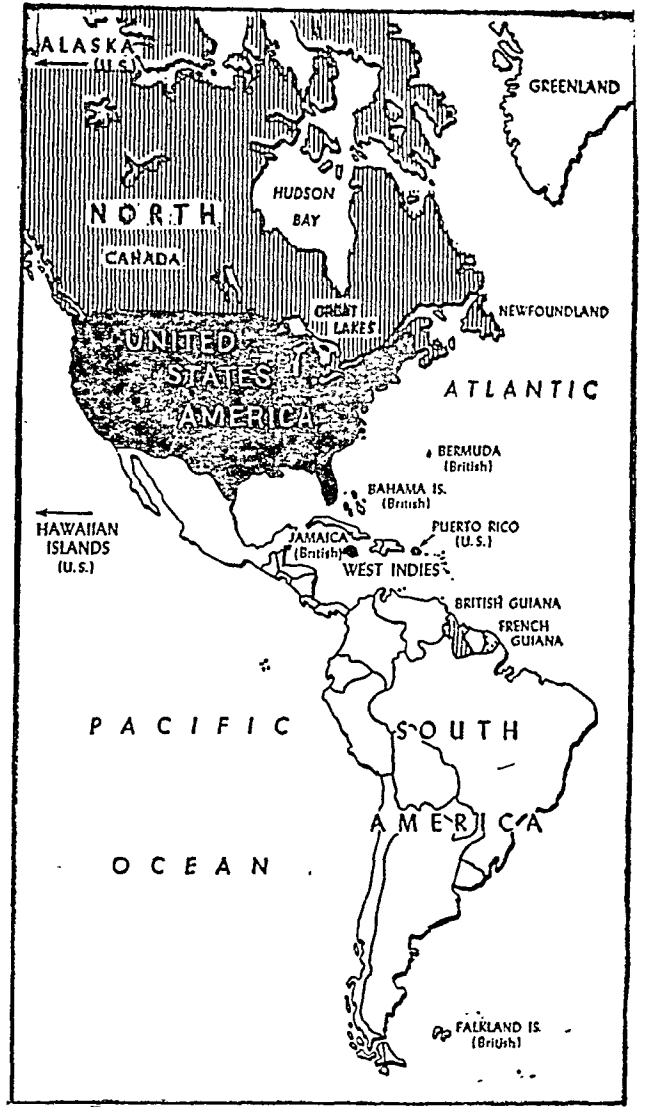 ALASKA
(U.S.)
GREENLAND
HUDSON
BAY
NORTH
CANADA
GREAT
LAKES
NEWFOUNDLAND
UNITED
STATES
AMERICA
ATLANTIC
BERMUDA
(British)
BAHAMA IS.
(British)
HAWAIIAN
ISLANDS
(U.S.)
JAMAICA
(British)
PUERTO RICO
(U.S.)
WEST INDIES
BRITISH GUIANA
FRENCH
GUIANA
PACIFIC
SOUTH
AMERICA
OCEAN
FALKLAND IS.
(British)